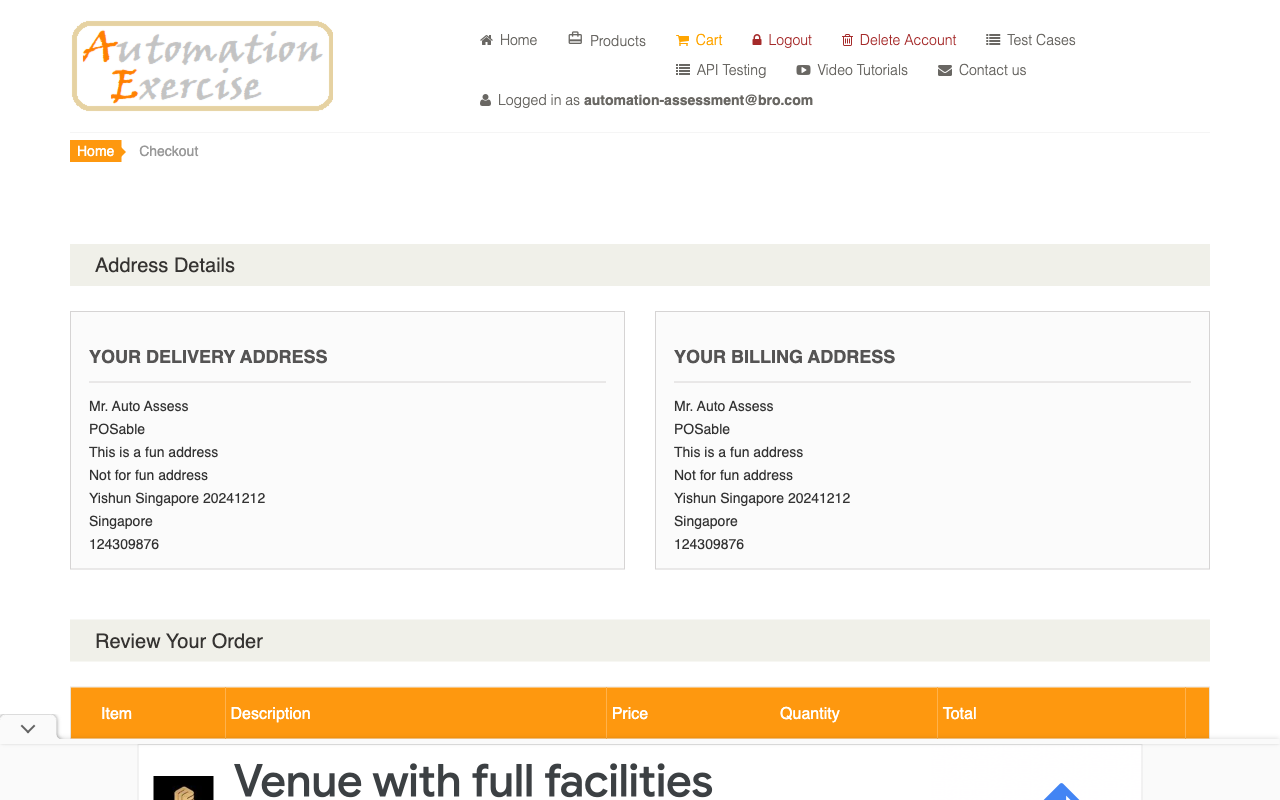 Automation
Exercise
Home Products Cart Logout Delete Account Test Cases
API Testing Video Tutorials Contact us
Logged in as automation-assessment@bro.com
Home Checkout
Address Details
YOUR DELIVERY ADDRESS
Mr. Auto Assess
POSable
This is a fun address
Not for fun address
Yishun Singapore 20241212
Singapore
124309876
YOUR BILLING ADDRESS
Mr. Auto Assess
POSable
This is a fun address
Not for fun address
Yishun Singapore 20241212
Singapore
124309876
Review Your Order
Item Description Price Quantity Total
Venue with full facilities